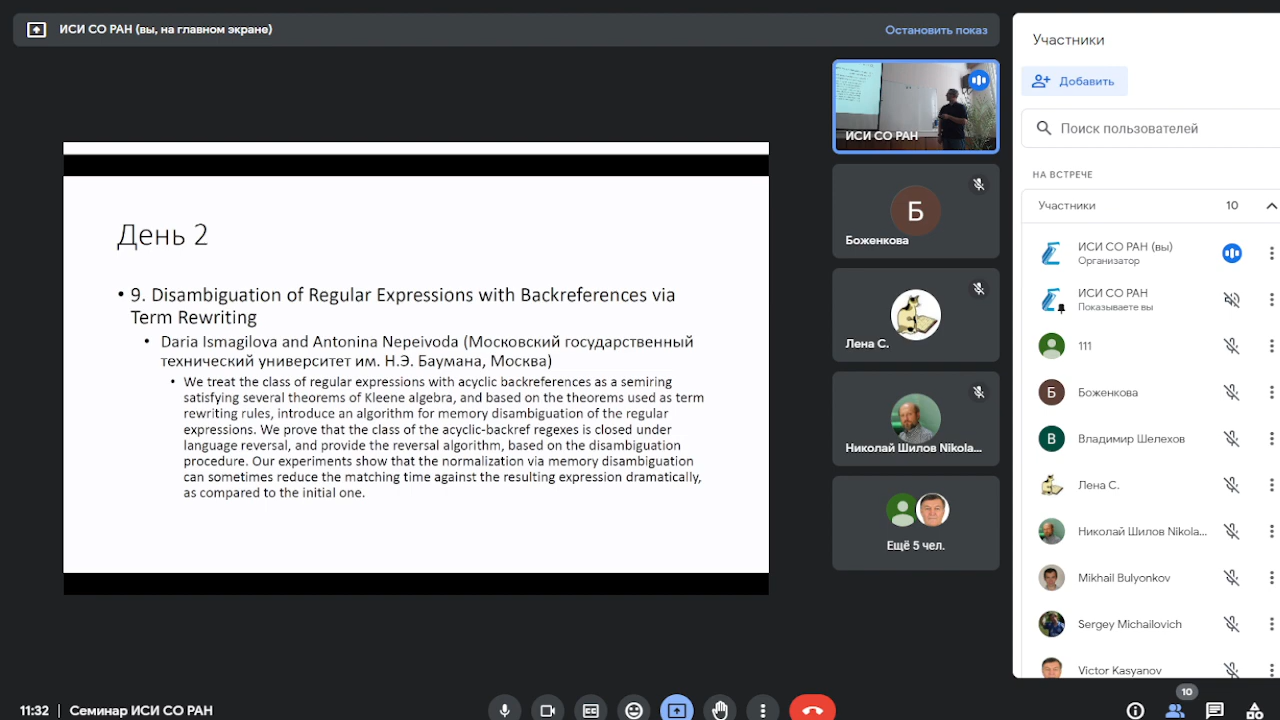 ИСИ СО РАН (вы, на главном экране)
Остановить показ
День 2
• 9. Disambiguation of Regular Expressions with Backreferences via
Term Rewriting
• Daria Ismagilova and Antonina Nepeivoda (Московский государственный
технический университет им. Н.Э. Баумана, Москва)
• We treat the class of regular expressions with acyclic backreferences as a semiring
satisfying several theorems of Kleene algebra, and based on the theorems used as term
rewriting rules, introduce an algorithm for memory disambiguation of the regular
expressions. We prove that the class of the acyclic-backref regexes is closed under
language reversal, and provide the reversal algorithm, based on the disambiguation
procedure. Our experiments show that the normalization via memory disambiguation
can sometimes reduce the matching time against the resulting expression dramatically,
as compared to the initial one.
ИСИ СО РАН
Б
Боженкова
Лена С.
Николай Шилов Nikola...
Ещё 5 чел.
Участники
Добавить
Поиск пользователей
НА ВСТРЕЧЕ
Участники 10
ИСИ СО РАН (вы)
Организатор
ИСИ СО РАН
Показываете вы
111
Б Боженкова
В Владимир Шелехов
Лена С.
Николай Шилов Nikola...
Mikhail Bulyonkov
Sergey Michailovich
Victor Kasyanov
11:32 | Семинар ИСИ СО РАН
10